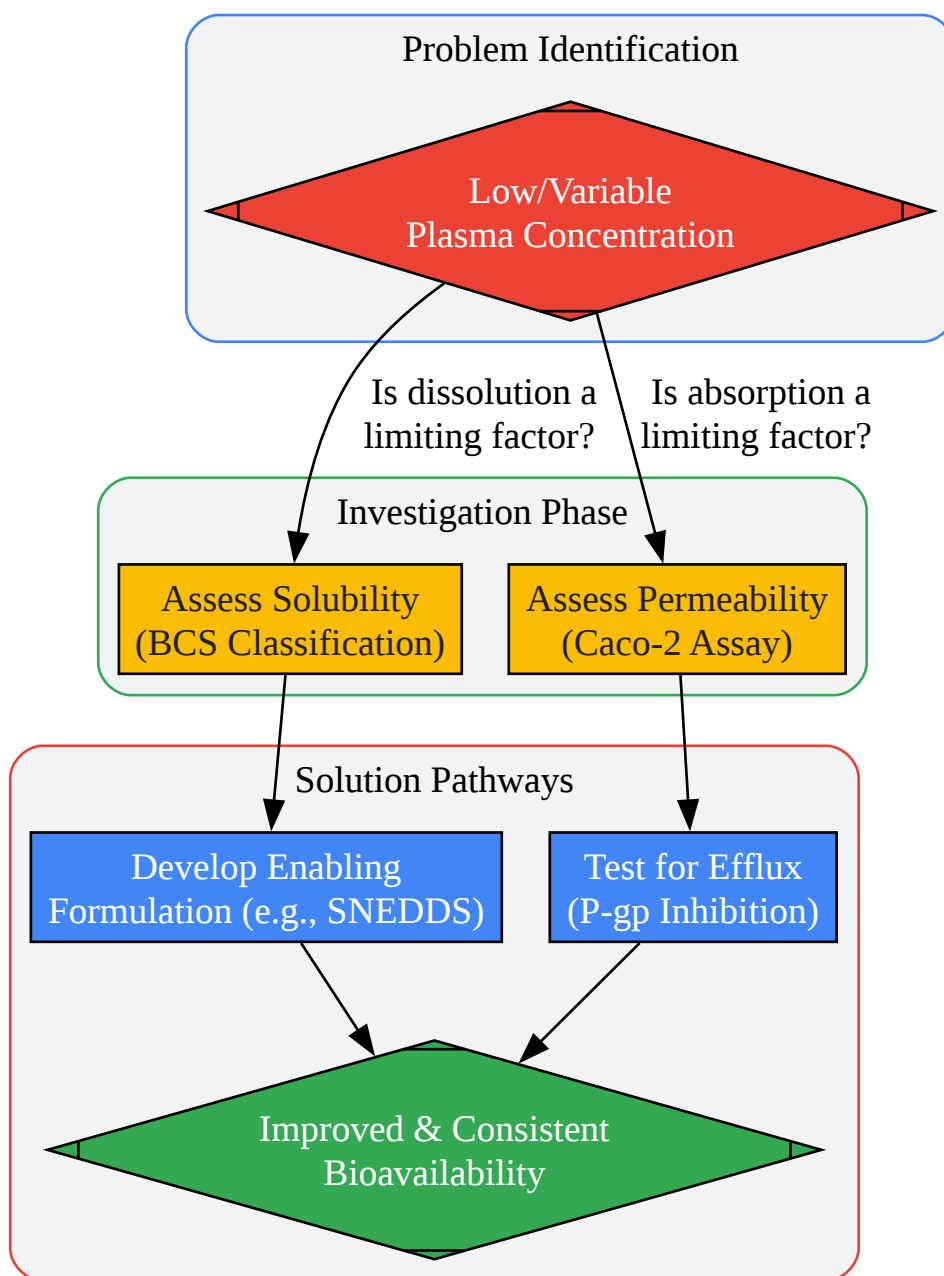 Problem Identification
Low/Variable
Plasma Concentration
Is dissolution a
limiting factor?
Is absorption a
limiting factor?
Investigation Phase
Assess Solubility
(BCS Classification)
Assess Permeability
(Caco-2 Assay)
Solution Pathways
Develop Enabling
Formulation (e.g., SNEDDS)
Test for Efflux
(P-gp Inhibition)
Improved & Consistent
Bioavailability